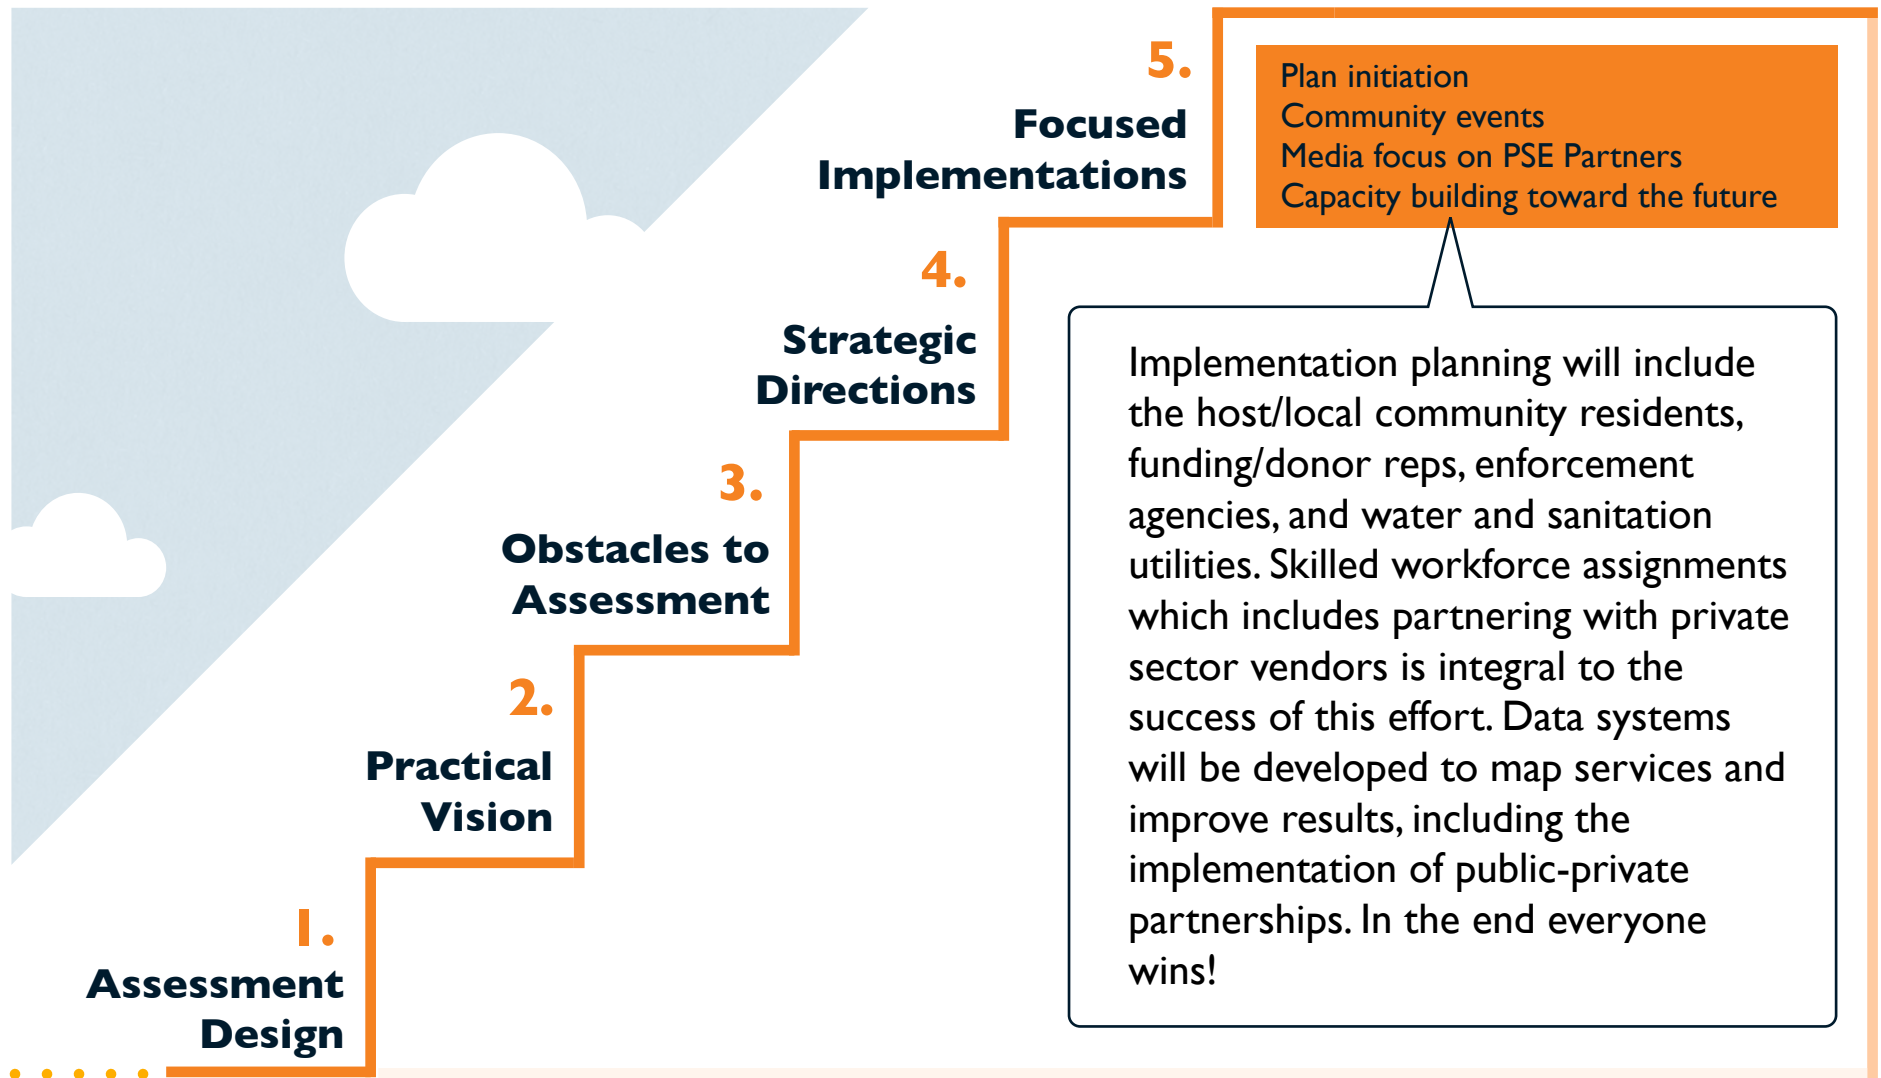 5.
Focused
Implementations
Plan initiation
Community events
Media focus on PSE Partners
Capacity building toward the future
4.
Strategic
Directions
3.
Obstacles to
Assessment
2.
Practical
Vision
1.
Assessment
Design
Implementation planning will include
the host/local community residents,
funding/donor reps, enforcement
agencies, and water and sanitation
utilities. Skilled workforce assignments
which includes partnering with private
sector vendors is integral to the
success of this effort. Data systems
will be developed to map services and
improve results, including the
implementation of public-private
partnerships. In the end everyone
wins!